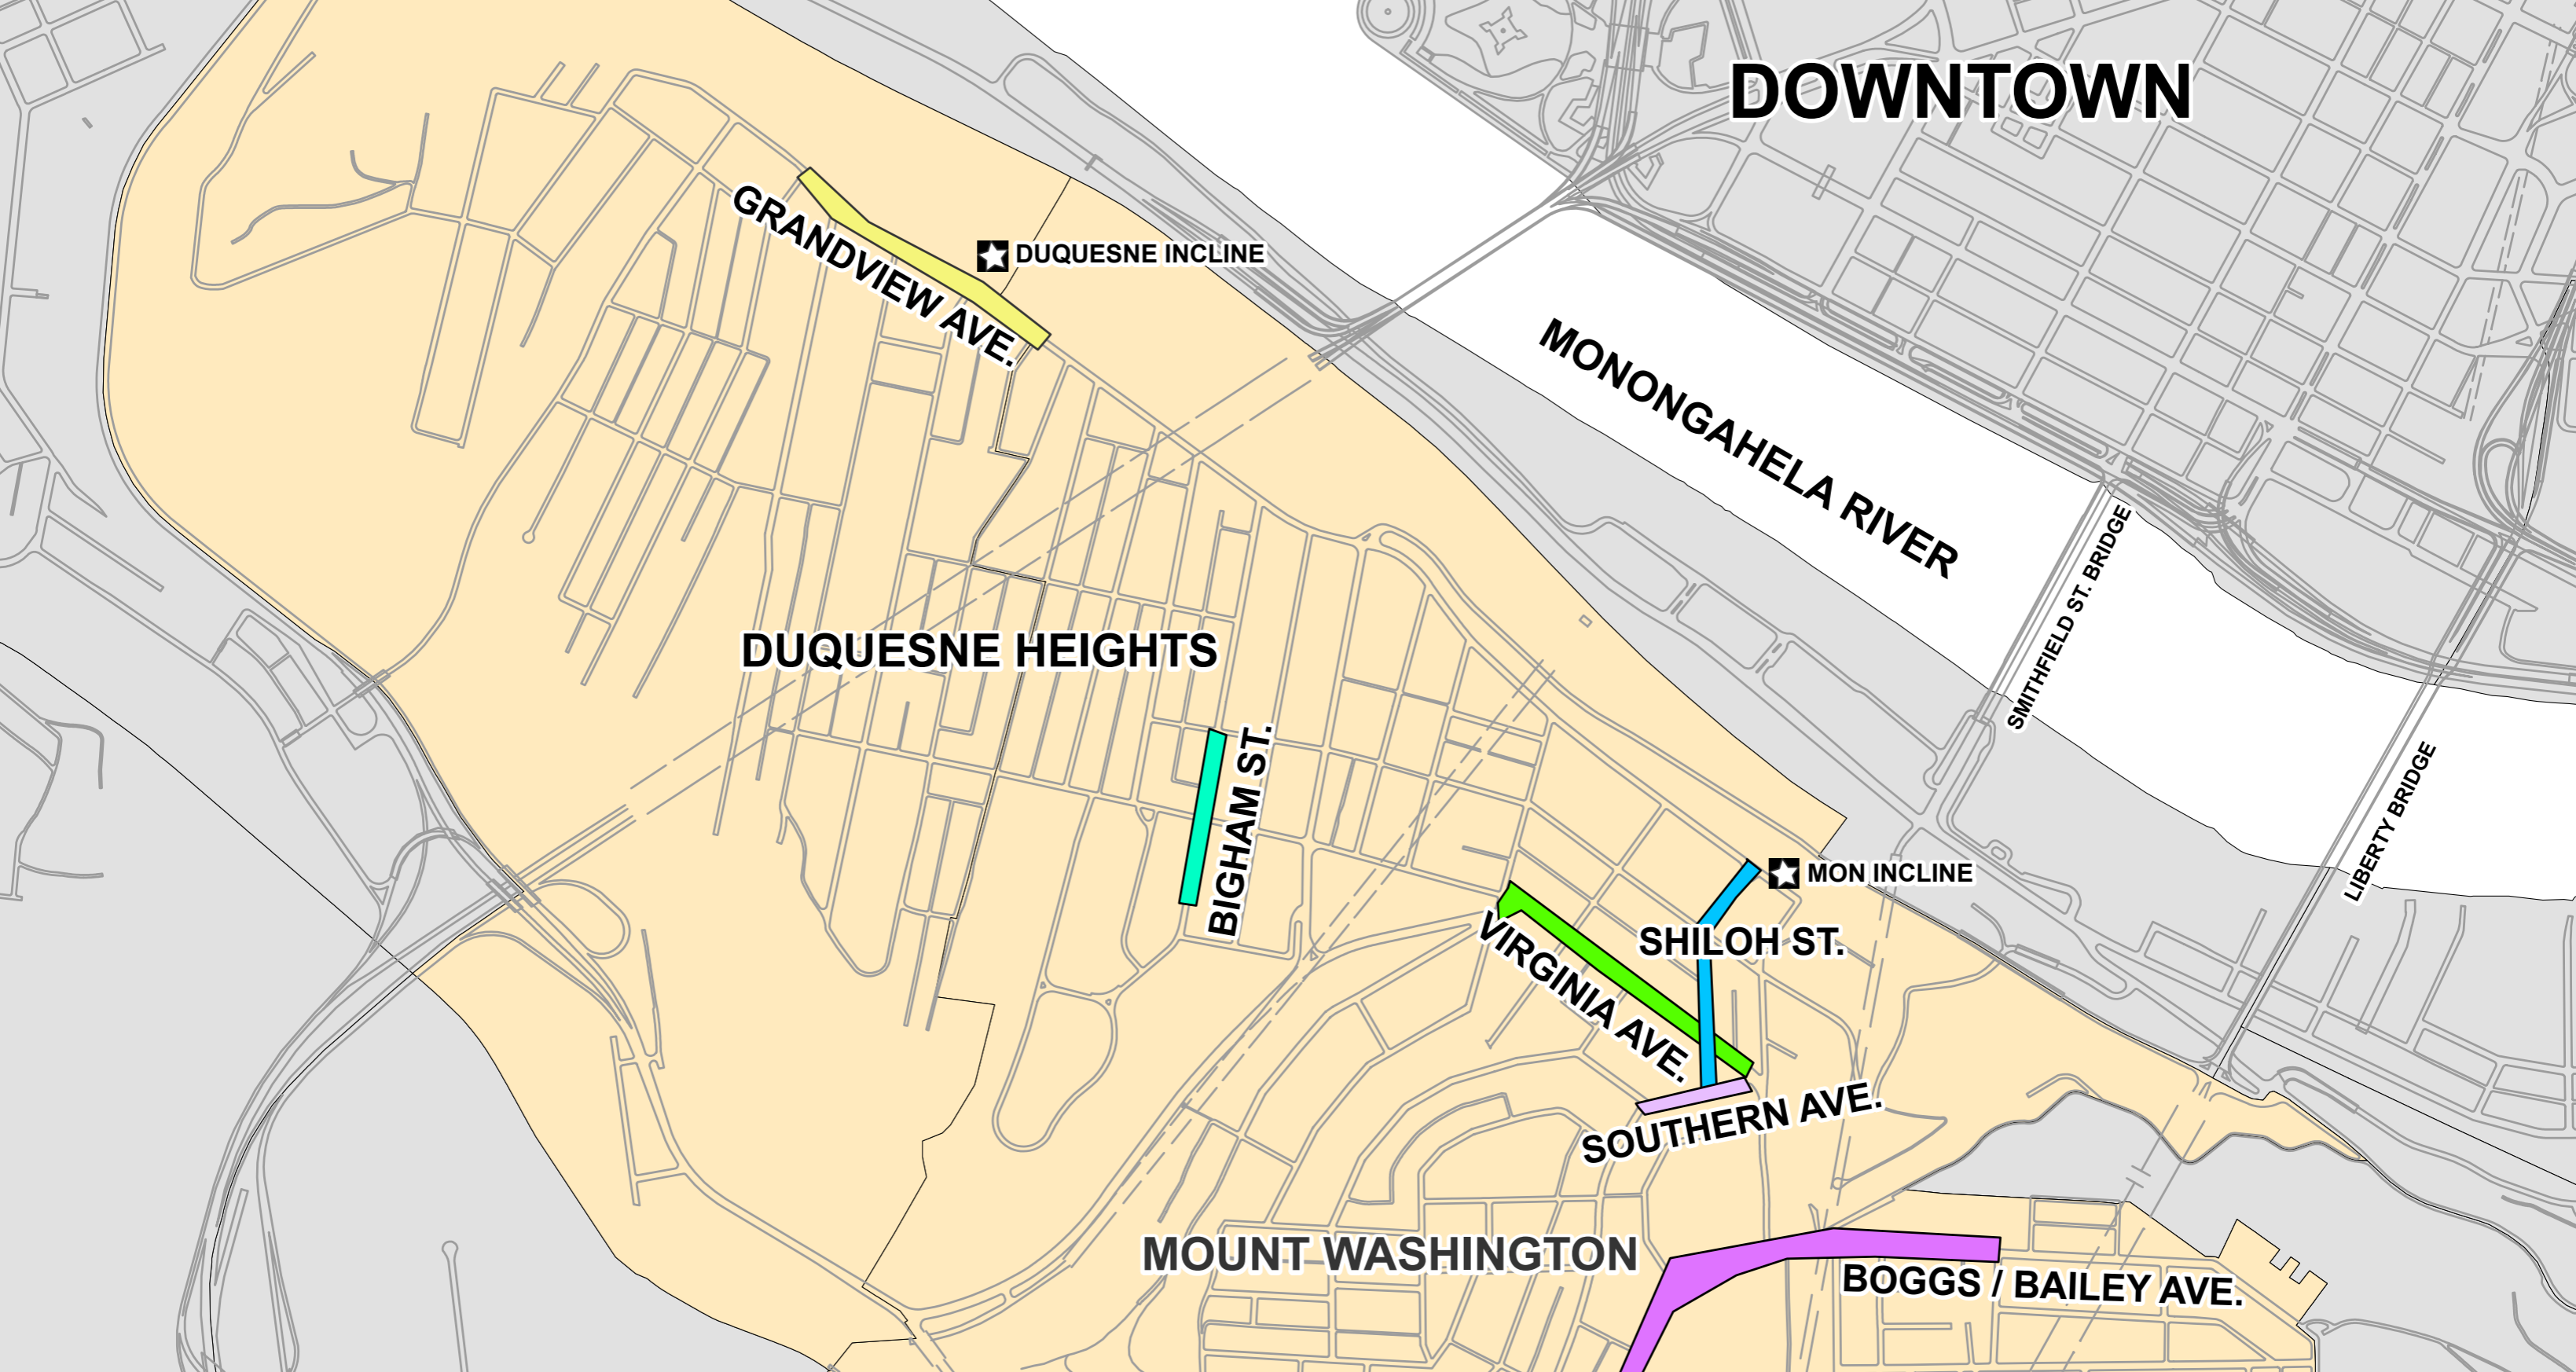 DOWNTOWN
GRANDVIEW AVE.
DUQUESNE INCLINE
MONONGAHELA RIVER
SMITHFIELD ST. BRIDGE
DUQUESNE HEIGHTS
BIGHAM ST.
LIBERTY BRIDGE
MON INCLINE
SHILOH ST.
VIRGINIA AVE.
SOUTHERN AVE.
MOUNT WASHINGTON
BOGGS / BAILEY AVE.